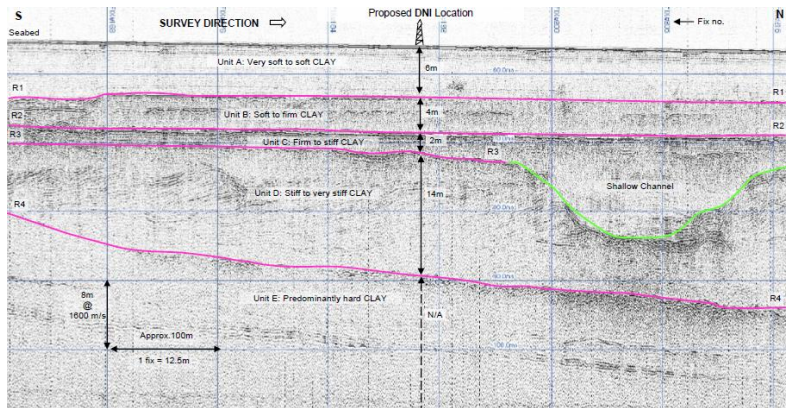 Proposed DNI Location
S
SURVEY DIRECTION
Fix no.
N
Seabed
Unit A: Very soft to soft CLAY
6m
R1
R1
4m
R2
Unit B: Soft to firm CLAY
R2
R3
2m
Unit C: Firm to stiff CLAY
R3
Shallow Channel
Unit D: Stiff to very stiff CLAY
14m
R4
8m
@
1600 m/s
Unit E: Predominantly hard CLAY
R4
N/A
Approx.100m
1 fix = 12.5m